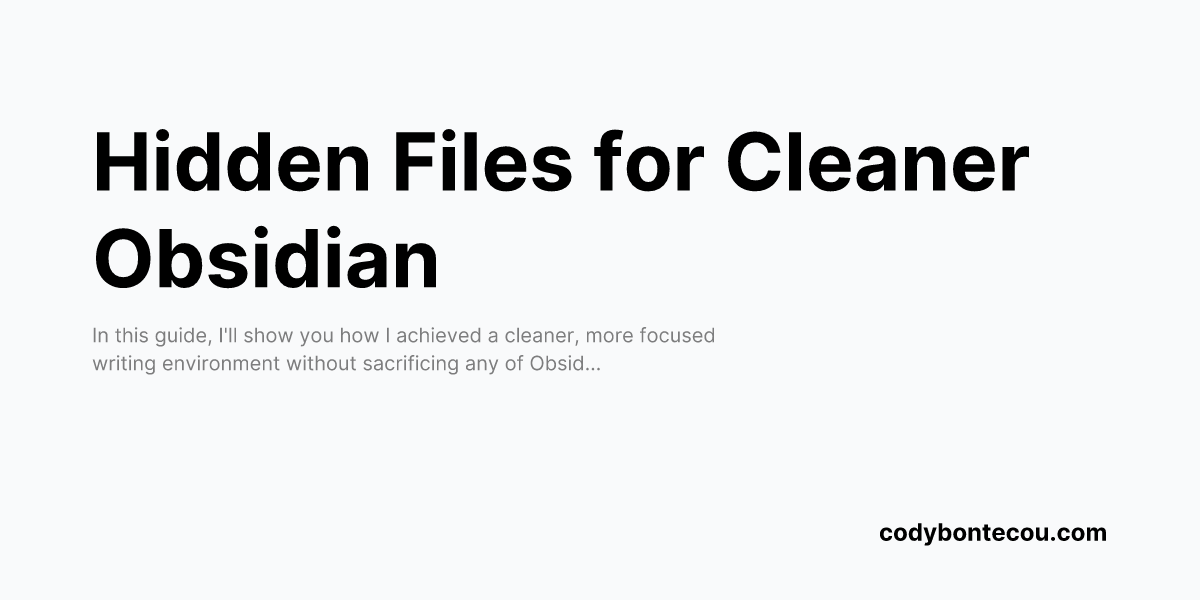 Hidden Files for Cleaner
Obsidian
In this guide, I'll show you how I achieved a cleaner, more focused
writing environment without sacrificing any of Obsid...
codybontecou.com